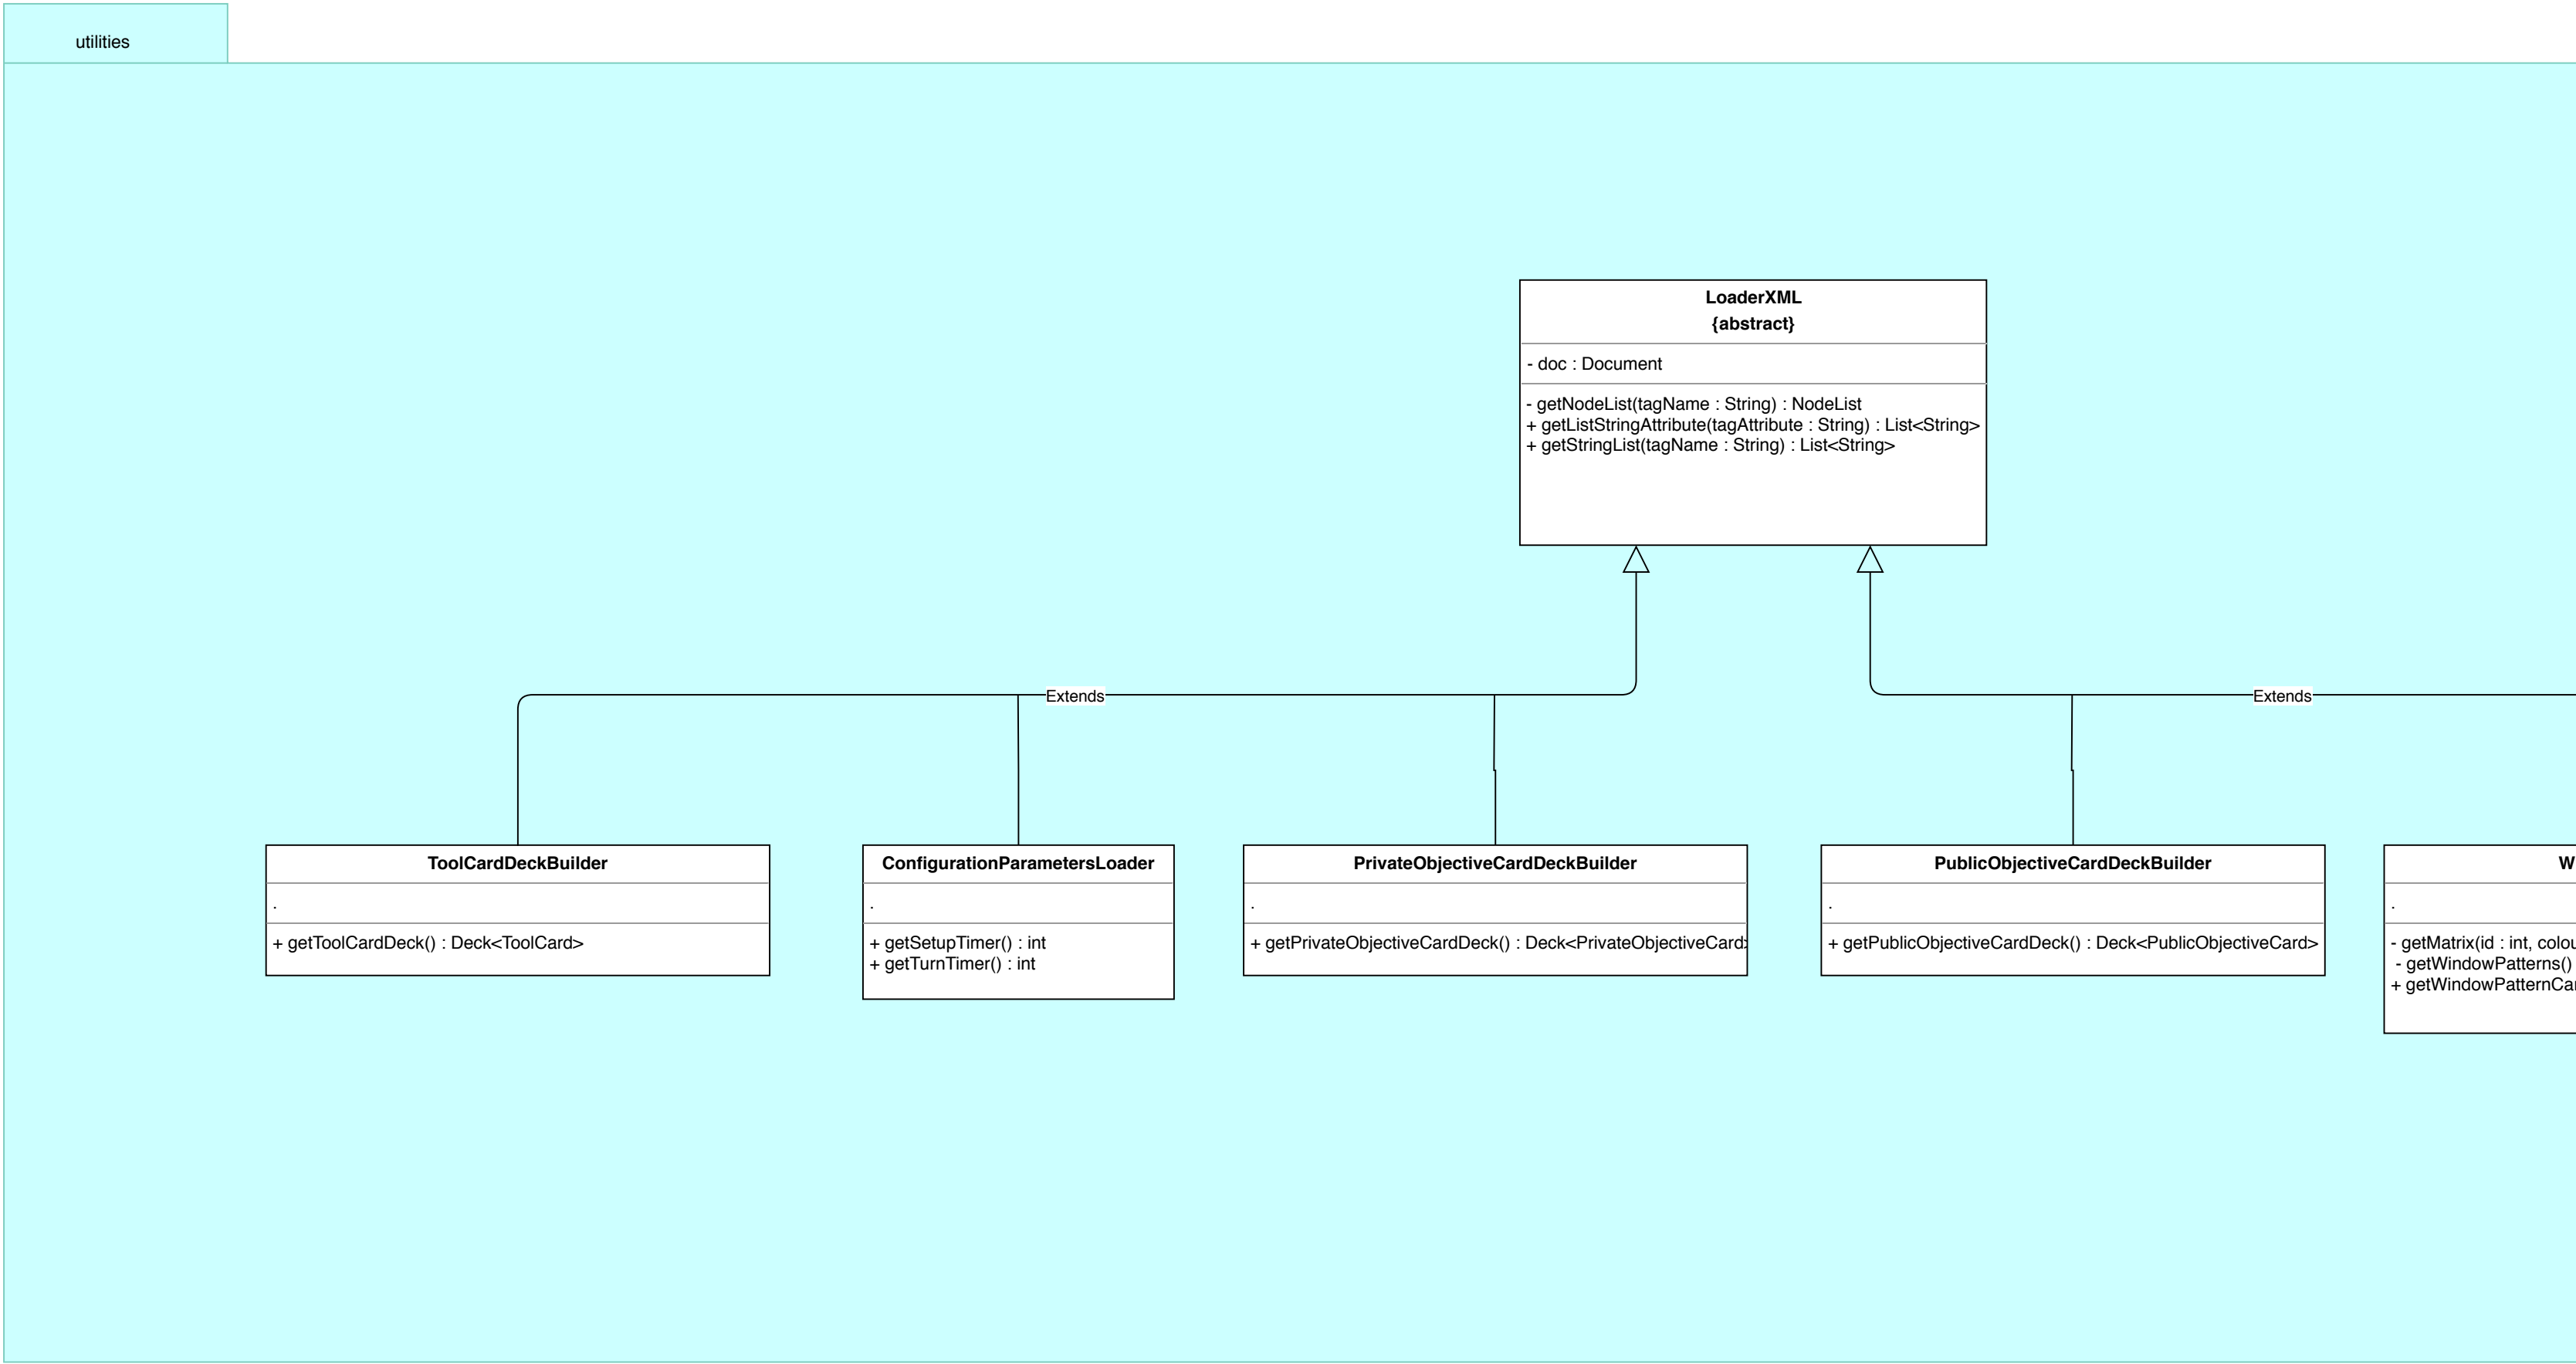 utilities
LoaderXML
{abstract}
- doc : Document
- getNodeList(tagName : String) : NodeList
+ getListStringAttribute(tagAttribute : String) : List<String>
+ getStringList(tagName : String) : List<String>
Extends
Extends
ToolCardDeckBuilder
.
+ getToolCardDeck() : Deck<ToolCard>
ConfigurationParametersLoader
.
+ getSetupTimer() : int
+ getTurnTimer() : int
PrivateObjectiveCardDeckBuilder
.
+ getPrivateObjectiveCardDeck() : Deck<PrivateObjectiveCard>
PublicObjectiveCardDeckBuilder
.
+ getPublicObjectiveCardDeck() : Deck<PublicObjectiveCard>
.
- getMatrix(id : int,
- getWindowPatterns()
+